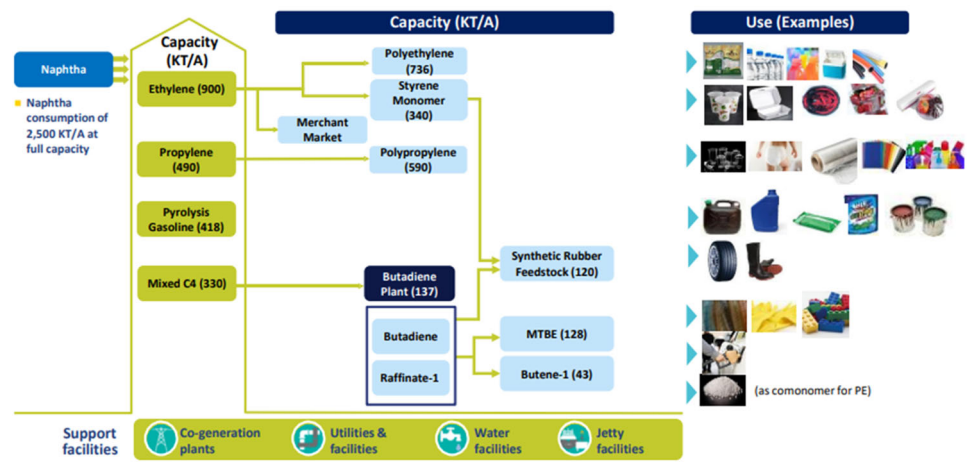 Capacity (KT/A)
Use (Examples)
Capacity
(KT/A)
Naphtha
Naphtha
consumption of
2,500 KT/A at
full capacity
Ethylene (900)
Polyethylene
(736)
Styrene
Monomer
(340)
Merchant
Market
Propylene
(490)
Polypropylene
(590)
Pyrolysis
Gasoline (418)
Mixed C4 (330)
Butadiene
Plant (137)
Synthetic Rubber
Feedstock (120)
Butadiene
Raffinate-1
MTBE (128)
Butene-1 (43)
(as comonomer for PE)
Support
facilities
Co-generation
plants
Utilities &
facilities
Water
facilities
Jetty
facilities